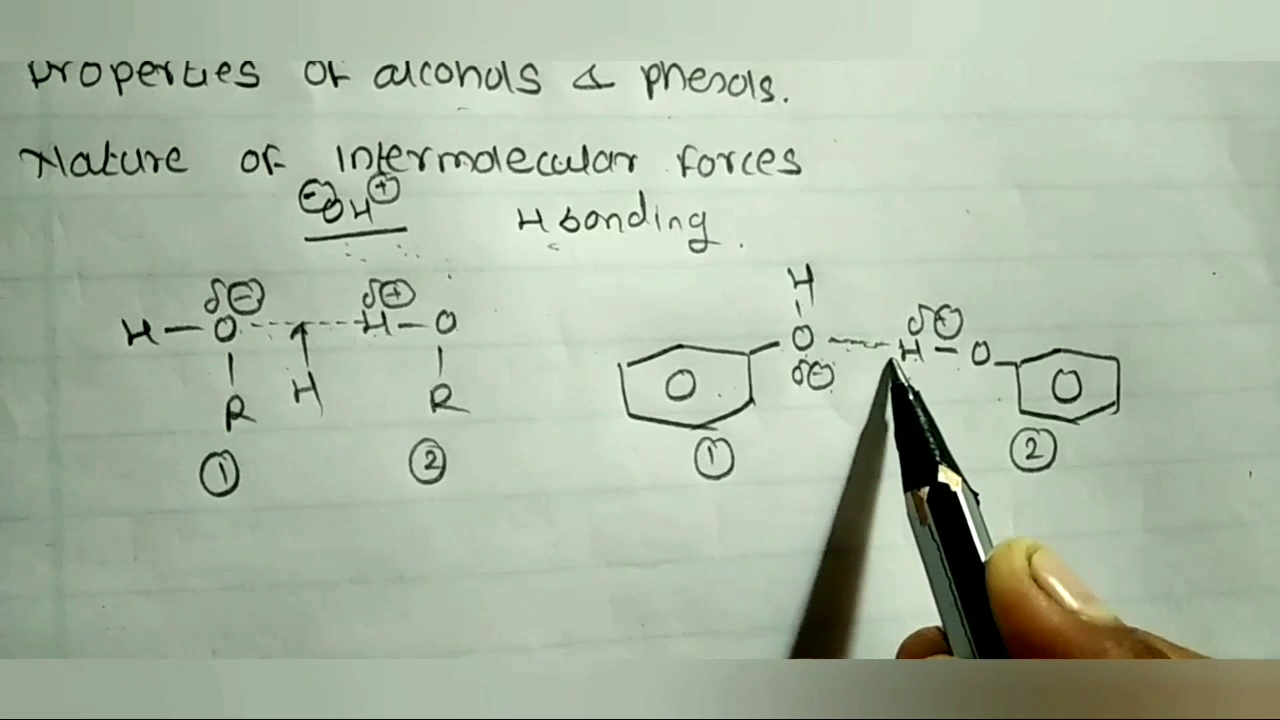 Properties of alcohols & phenols.
Nature of Intermolecular forces
⊖OH⊕ H bonding.
H
δ⊖ δ⊕ δ⊕
H – O ------ H – O O ---- H – O
H δ⊖
R R
① ② ① ②